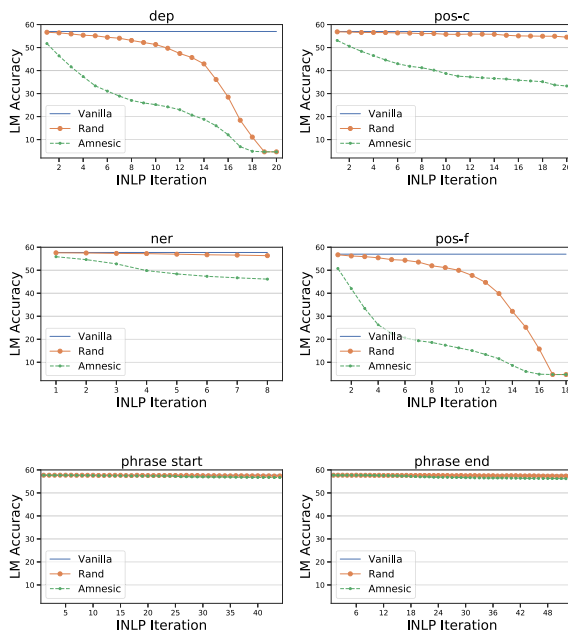 dep
LM Accuracy
60
50
40
30
20
10
Vanilla
Rand
Amnesic
2 4 6 8 10 12 14 16 18 20
INLP Iteration
pos-c
LM Accuracy
60
50
40
30
20
10
Vanilla
Rand
Amnesic
2 4 6 8 10 12 14 16 18 20
INLP Iteration
ner
LM Accuracy
60
50
40
30
20
10
Vanilla
Rand
Amnesic
1 2 3 4 5 6 7 8
INLP Iteration
pos-f
LM Accuracy
60
50
40
30
20
10
Vanilla
Rand
Amnesic
2 4 6 8 10 12 14 16 18
INLP Iteration
phrase start
LM Accuracy
60
50
40
30
20
10
Vanilla
Rand
Amnesic
5 10 15 20 25 30 35 40
INLP Iteration
phrase end
LM Accuracy
60
50
40
30
20
10
Vanilla
Rand
Amnesic
6 12 18 24 30 36 42 48
INLP Iteration